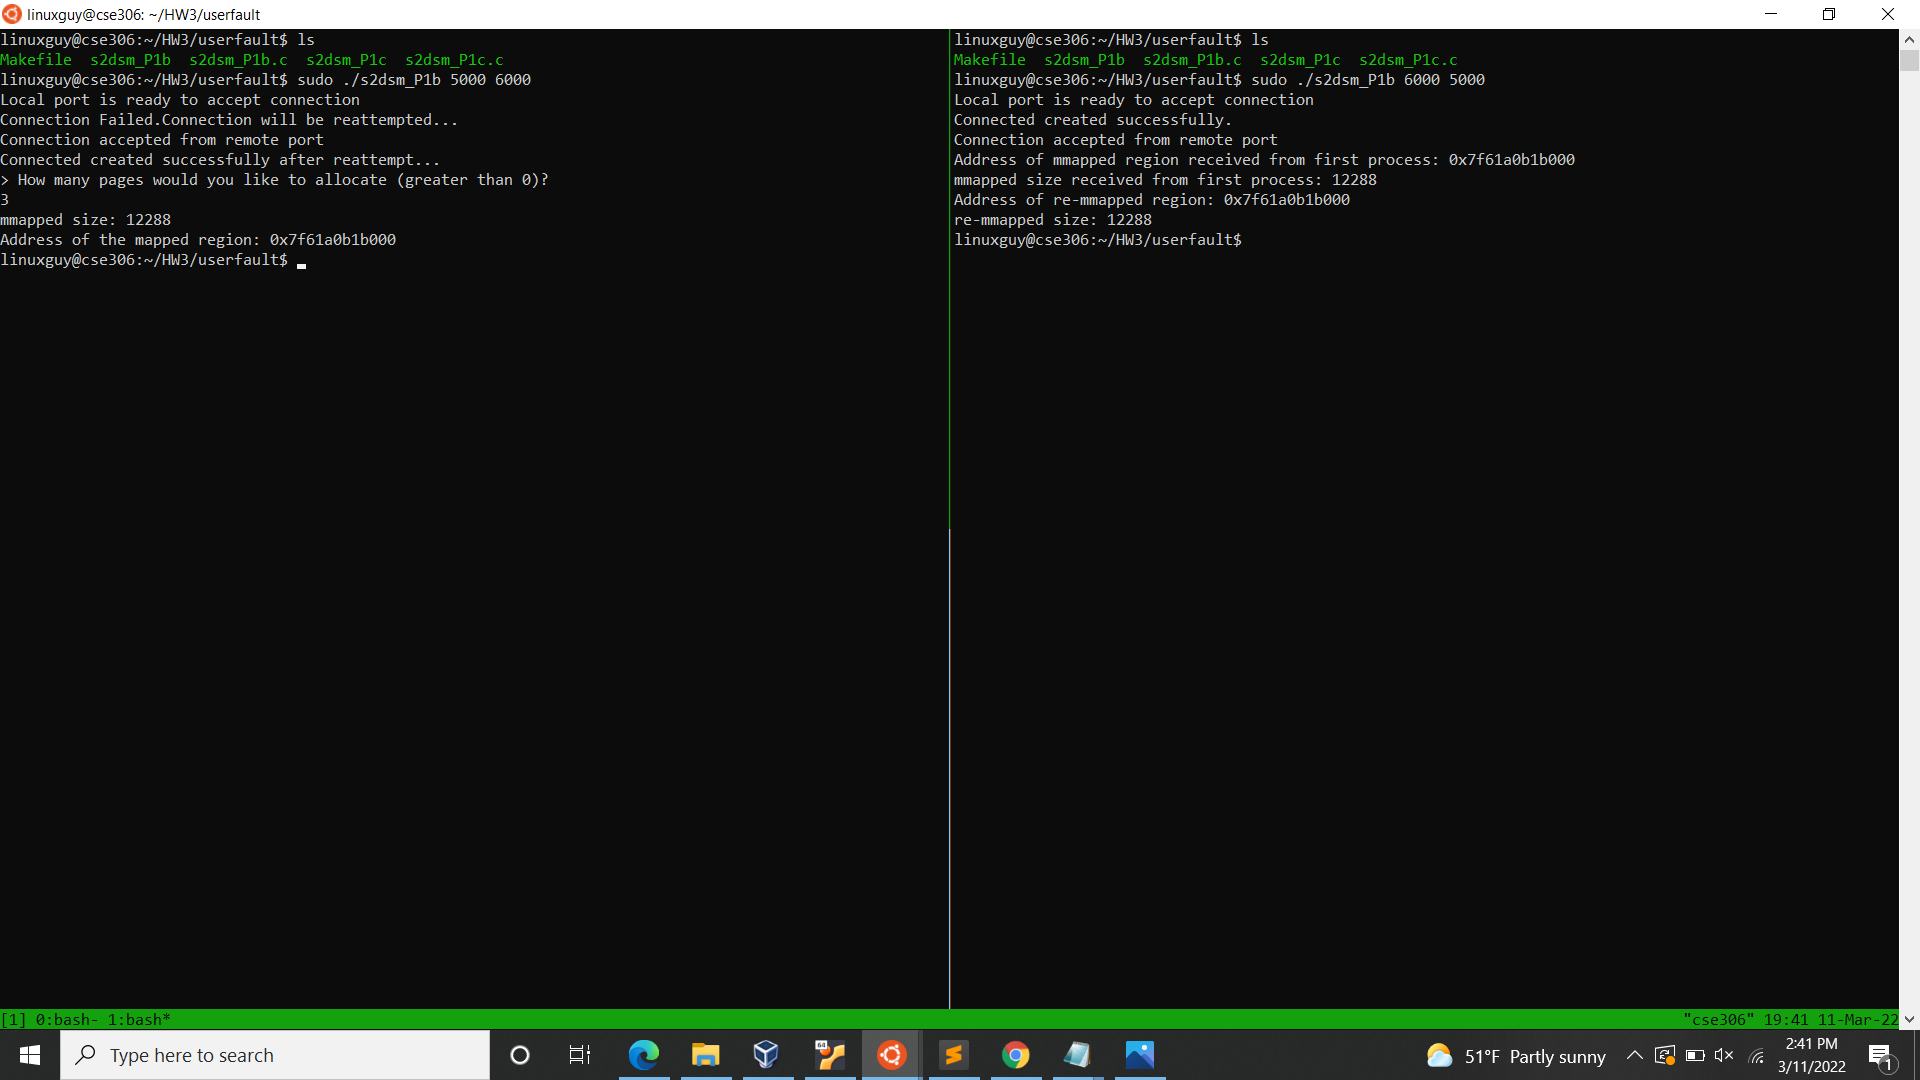 linuxguy@cse306: ~/HW3/userfault
linuxguy@cse306:~/HW3/userfault$ ls
Makefile  s2dsm_P1b  s2dsm_P1b.c  s2dsm_P1c  s2dsm_P1c.c
linuxguy@cse306:~/HW3/userfault$ sudo ./s2dsm_P1b 5000 6000
Local port is ready to accept connection
Connection Failed.Connection will be reattempted...
Connection accepted from remote port
Connected created successfully after reattempt...
> How many pages would you like to allocate (greater than 0)?
3
mmapped size: 12288
Address of the mapped region: 0x7f61a0b1b000
linuxguy@cse306:~/HW3/userfault$
linuxguy@cse306:~/HW3/userfault$ ls
Makefile  s2dsm_P1b  s2dsm_P1b.c  s2dsm_P1c  s2dsm_P1c.c
linuxguy@cse306:~/HW3/userfault$ sudo ./s2dsm_P1b 6000 5000
Local port is ready to accept connection
Connected created successfully.
Connection accepted from remote port
Address of mmapped region received from first process: 0x7f61a0b1b000
mmapped size received from first process: 12288
Address of re-mmapped region: 0x7f61a0b1b000
re-mmapped size: 12288
linuxguy@cse306:~/HW3/userfault$
[1] 0:bash- 1:bash*
"cse306" 19:41 11-Mar-22
Type here to search
64
51°F Partly sunny
2:41 PM
3/11/2022
1